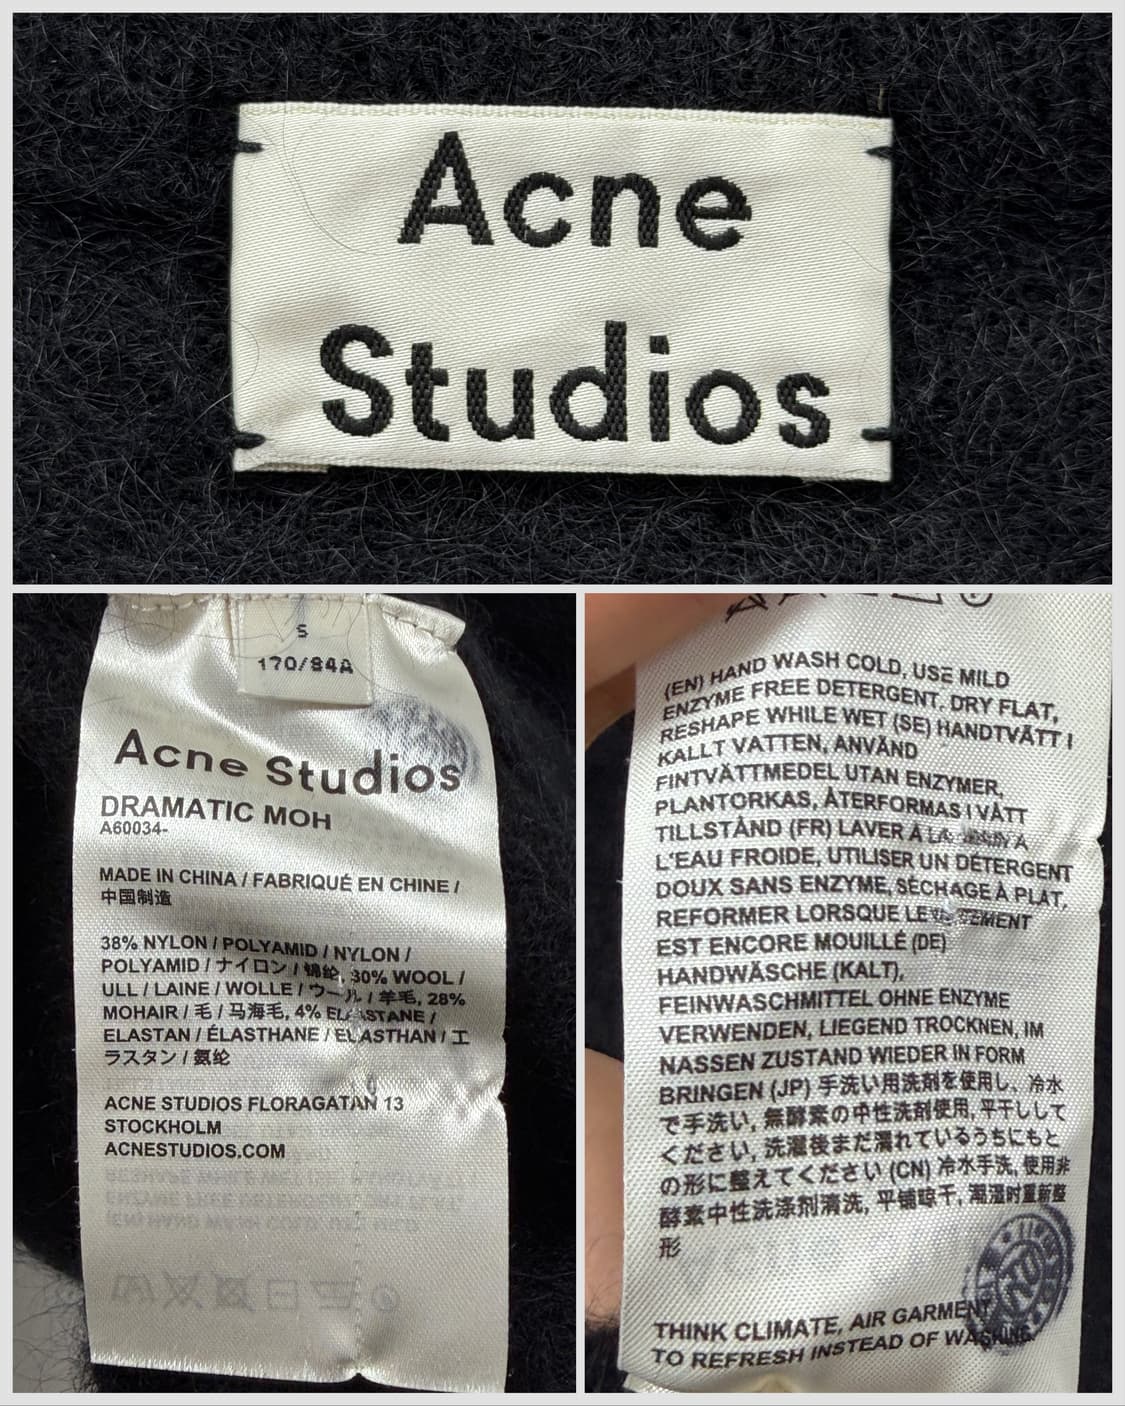 Acne
Studios
S
170/84A
Acne Studios
DRAMATIC MOH
A60034-
MADE IN CHINA / FABRIQUÉ EN CHINE /
中国制造
38% NYLON / POLYAMID / NYLON /
POLYAMID / ナイロン / 锦纶, 30% WOOL /
ULL / LAINE / WOLLE / ウール / 羊毛, 28%
MOHAIR / 毛 / 马海毛, 4% ELASTANE /
ELASTAN / ÉLASTHANE / ELASTHAN / エ
ラスタン / 氨纶
ACNE STUDIOS FLORAGATAN 13
STOCKHOLM
ACNESTUDIOS.COM
(EN) HAND WASH COLD, USE MILD
ENZYME FREE DETERGENT. DRY FLAT,
RESHAPE WHILE WET (SE) HANDTVÄTT I
KALLT VATTEN, ANVÄND
FINTVÄTTMEDEL UTAN ENZYMER,
PLANTORKAS, ÅTERFORMAS I VÅTT
TILLSTÅND (FR) LAVER À LA À
L'EAU FROIDE, UTILISER UN DÉTERGENT
DOUX SANS ENZYME, SÉCHAGE À PLAT,
REFORMER LORSQUE LE VÊTEMENT
EST ENCORE MOUILLÉ (DE)
HANDWÄSCHE (KALT),
FEINWASCHMITTEL OHNE ENZYME
VERWENDEN, LIEGEND TROCKNEN, IM
NASSEN ZUSTAND WIEDER IN FORM
BRINGEN (JP) 手洗い用洗剤を使用し、冷水
で手洗い, 無酵素の中性洗剤使用, 平干しして
ください, 洗濯後まだ濡れているうちにもと
の形に整えてください (CN) 冷水手洗, 使用非
酵素中性洗涤剂清洗, 平铺晾干, 潮湿时重新整
形
THINK CLIMATE, AIR GARMENT
TO REFRESH INSTEAD OF WASHING.